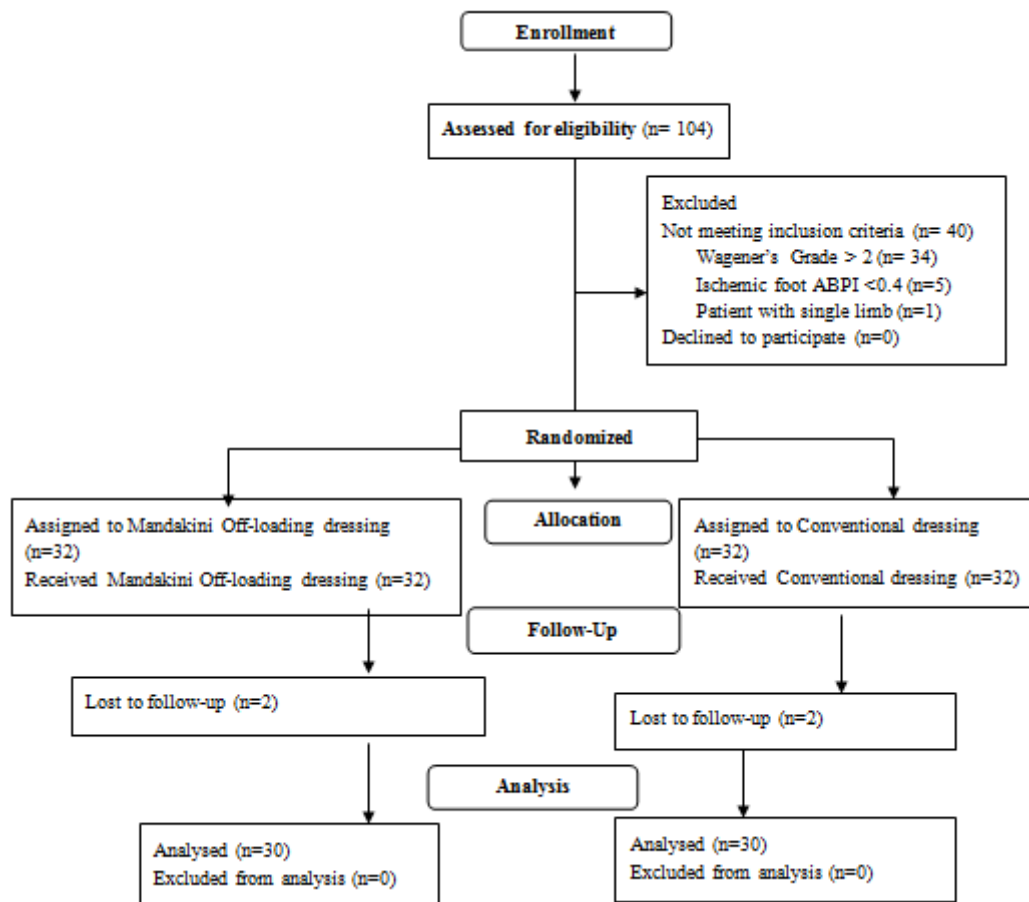 Enrollment
Assessed for eligibility (n= 104)
Excluded
Not meeting inclusion criteria (n= 40)
Wagener's Grade > 2 (n= 34)
Ischemic foot ABPI <0.4 (n=5)
Patient with single limb (n=1)
Declined to participate (n=0)
Randomized
Allocation
Assigned to Mandakini Off-loading dressing
(n=32)
Received Mandakini Off-loading dressing (n=32)
Assigned to Conventional dressing
(n=32)
Received Conventional dressing (n=32)
Follow-Up
Lost to follow-up (n=2)
Lost to follow-up (n=2)
Analysis
Analysed (n=30)
Excluded from analysis (n=0)
Analysed (n=30)
Excluded from analysis (n=0)